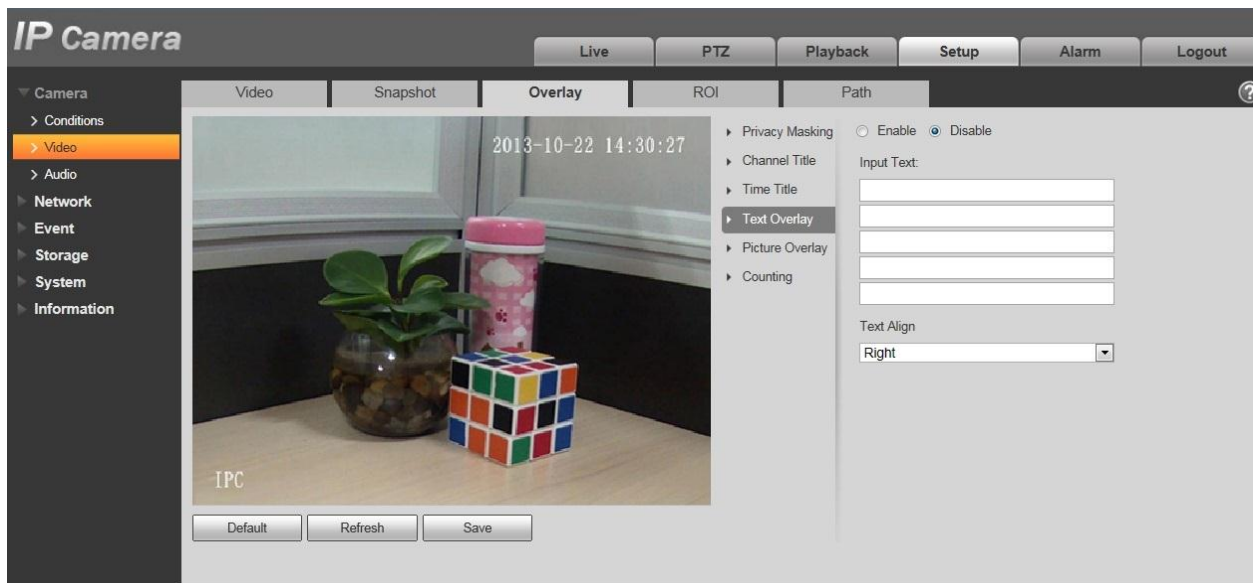 IP Camera
Live PTZ Playback Setup Alarm Logout
Camera
Conditions
Video
Audio
Network
Event
Storage
System
Information
Video Snapshot Overlay ROI Path
2013-10-22 14:30:27
IPC
Default Refresh Save
Privacy Masking
Channel Title
Time Title
Text Overlay
Picture Overlay
Counting
Enable Disable
Input Text:
Text Align
Right